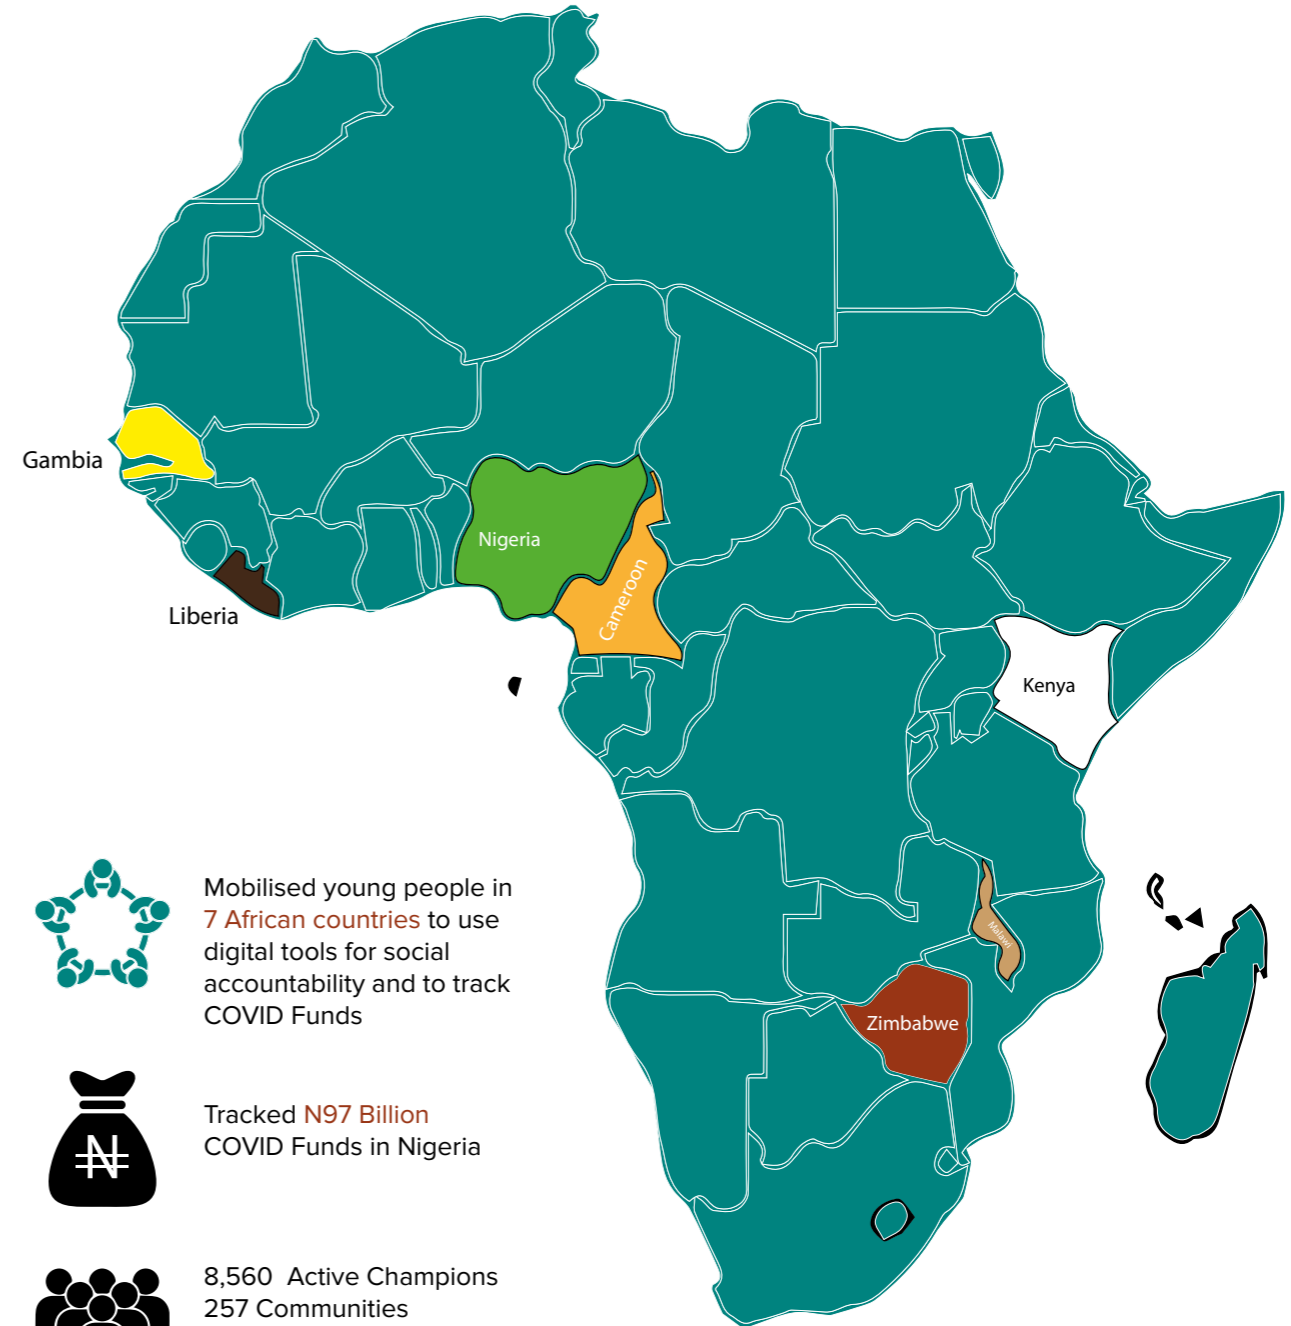 Gambia
Nigeria
Cameroon
Liberia
Kenya
Malawi
Zimbabwe
Mobilised young people in
7 African countries to use
digital tools for social
accountability and to track
COVID Funds
₦
Tracked N97 Billion
COVID Funds in Nigeria
8,560 Active Champions
257 Communities